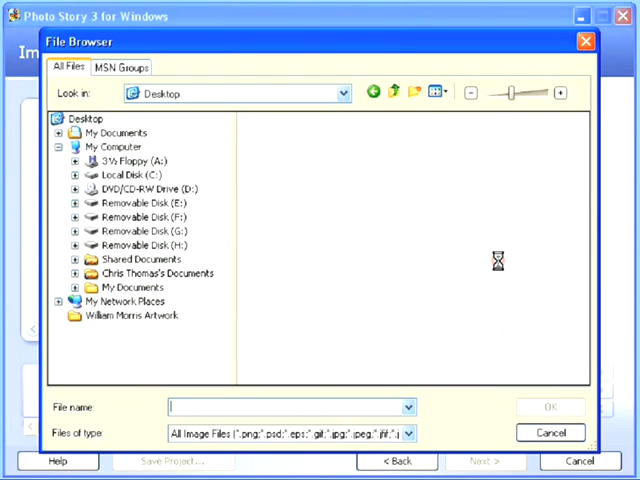 Photo Story 3 for Windows
Im
File Browser
All Files
MSN Groups
Look in:
Desktop
Desktop
My Documents
My Computer
3½ Floppy (A:)
Local Disk (C:)
DVD/CD-RW Drive (D:)
Removable Disk (E:)
Removable Disk (F:)
Removable Disk (G:)
Removable Disk (H:)
Shared Documents
Chris Thomas's Documents
My Documents
My Network Places
William Morris Artwork
File name:
OK
Files of type:
All Image Files (*.png;*.psd;*.eps;*.gif;*.jpg;*.jpeg;*.jfif;*.j
Cancel
Help
Save Project...
< Back
Next >
Cancel